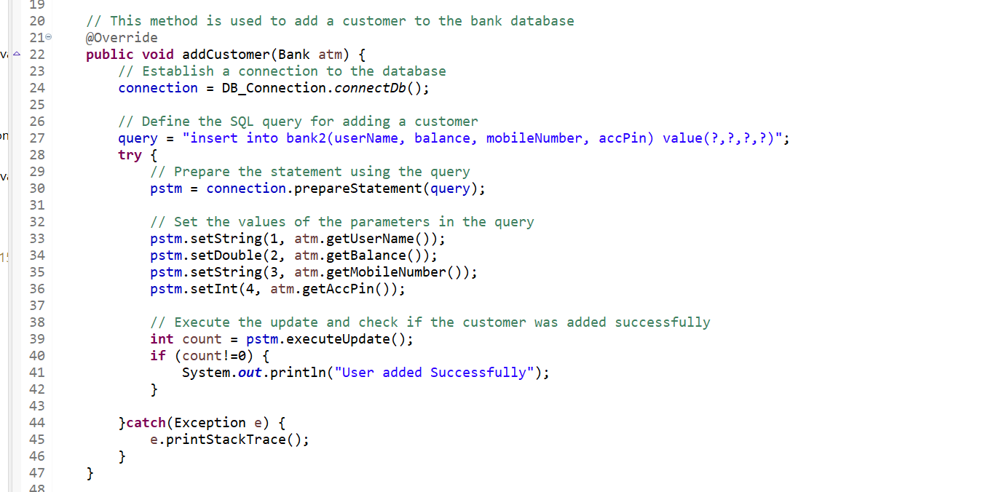 19
20 // This method is used to add a customer to the bank database
21 @Override
22 public void addCustomer(Bank atm) {
23 // Establish a connection to the database
24 connection = DB_Connection.connectDb();
25
26 // Define the SQL query for adding a customer
27 query = "insert into bank2(userName, balance, mobileNumber, accPin) value(?,?,?,?)";
28 try {
29 // Prepare the statement using the query
30 pstm = connection.prepareStatement(query);
31
32 // Set the values of the parameters in the query
33 pstm.setString(1, atm.getUserName());
34 pstm.setDouble(2, atm.getBalance());
35 pstm.setString(3, atm.getMobileNumber());
36 pstm.setInt(4, atm.getAccPin());
37
38 // Execute the update and check if the customer was added successfully
39 int count = pstm.executeUpdate();
40 if (count!=0) {
41 System.out.println("User added Successfully");
42 }
43
44 }catch(Exception e) {
45 e.printStackTrace();
46 }
47 }
48